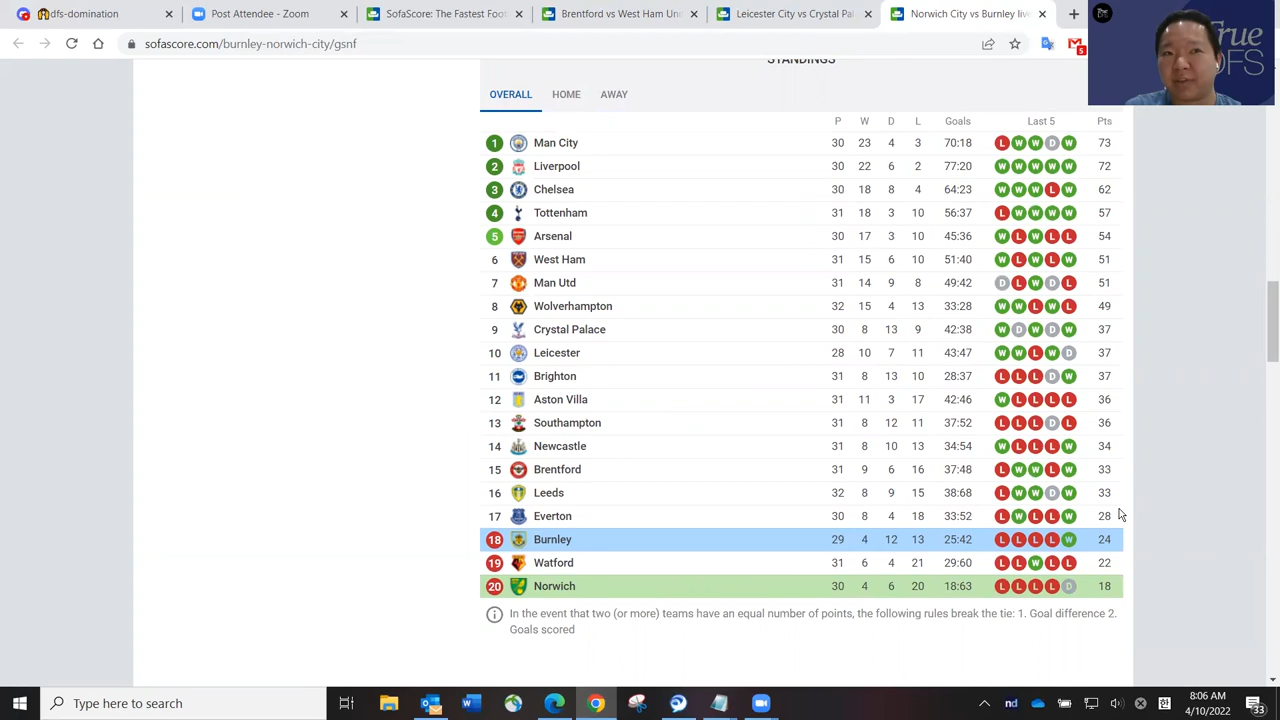 dfs-domination
Post Attendee - Zoom
SofaScore: The Fastest Foot
Brentford vs West Ham Uni
Leicester City vs Crystal Pal
Norwich City vs Burnley live
sofascore.com/burnley-norwich-city/gsnf
5
True
DFS
STANDINGS
OVERALL HOME AWAY
P W D L Goals Last 5 Pts
1 Man City 30 23 4 3 70:18 L W W D W 73
2 Liverpool 30 22 6 2 77:20 W W W W W 72
3 Chelsea 30 18 8 4 64:23 W W W L W 62
4 Tottenham 31 18 3 10 56:37 L W W W W 57
5 Arsenal 30 17 3 10 45:36 W L W L L 54
6 West Ham 31 15 6 10 51:40 W L W L W 51
7 Man Utd 31 14 9 8 49:42 D L W D L 51
8 Wolverhampton 32 15 4 13 33:28 W W L W L 49
9 Crystal Palace 30 8 13 9 42:38 W D W D W 37
10 Leicester 28 10 7 11 43:47 W W L W D 37
11 Brighton 31 8 13 10 28:37 L L L D W 37
12 Aston Villa 31 11 3 17 42:46 W L L L L 36
13 Southampton 31 8 12 11 37:52 L L L D L 36
14 Newcastle 31 8 10 13 34:54 W L L L W 34
15 Brentford 31 9 6 16 37:48 L W W L W 33
16 Leeds 32 8 9 15 38:68 L W W D W 33
17 Everton 30 8 4 18 33:52 L W L L W 28
18 Burnley 29 4 12 13 25:42 L L L L W 24
19 Watford 31 6 4 21 29:60 L L W L L 22
20 Norwich 30 4 6 20 18:63 L L L L D 18
In the event that two (or more) teams have an equal number of points, the following rules break the tie: 1. Goal difference 2.
Goals scored
Type here to search
nd
8:06 AM
4/10/2022
33